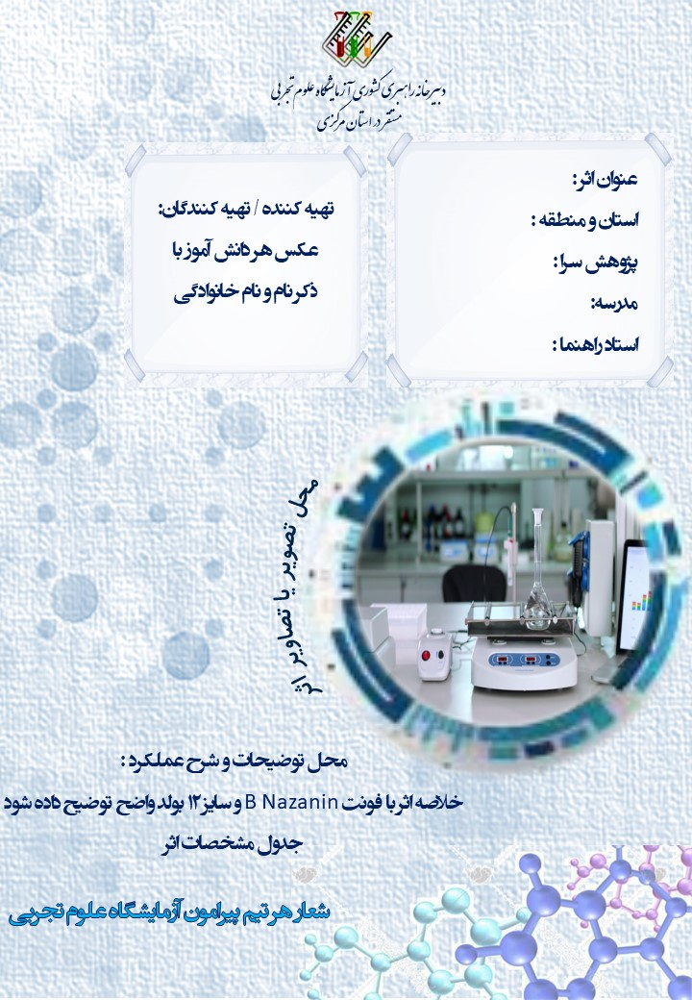 دبیرخانه راهبری کشوری آزمایشگاه علوم تجربی
مستقر در استان مرکزی
عنوان اثر:
استان و منطقه :
پژوهش سرا :
مدرسه:
استاد راهنما :
تهیه کننده / تهیه کنندگان:
عکس هر دانش آموز با
ذکر نام و نام خانوادگی
محل تصویر یا تصاویر اثر
محل توضیحات و شرح عملکرد :
خلاصه اثر با فونت B Nazanin و سایز ۱۲ بولد واضح توضیح داده شود
جدول مشخصات اثر
شعار هر تیم پیرامون آزمایشگاه علوم تجربی